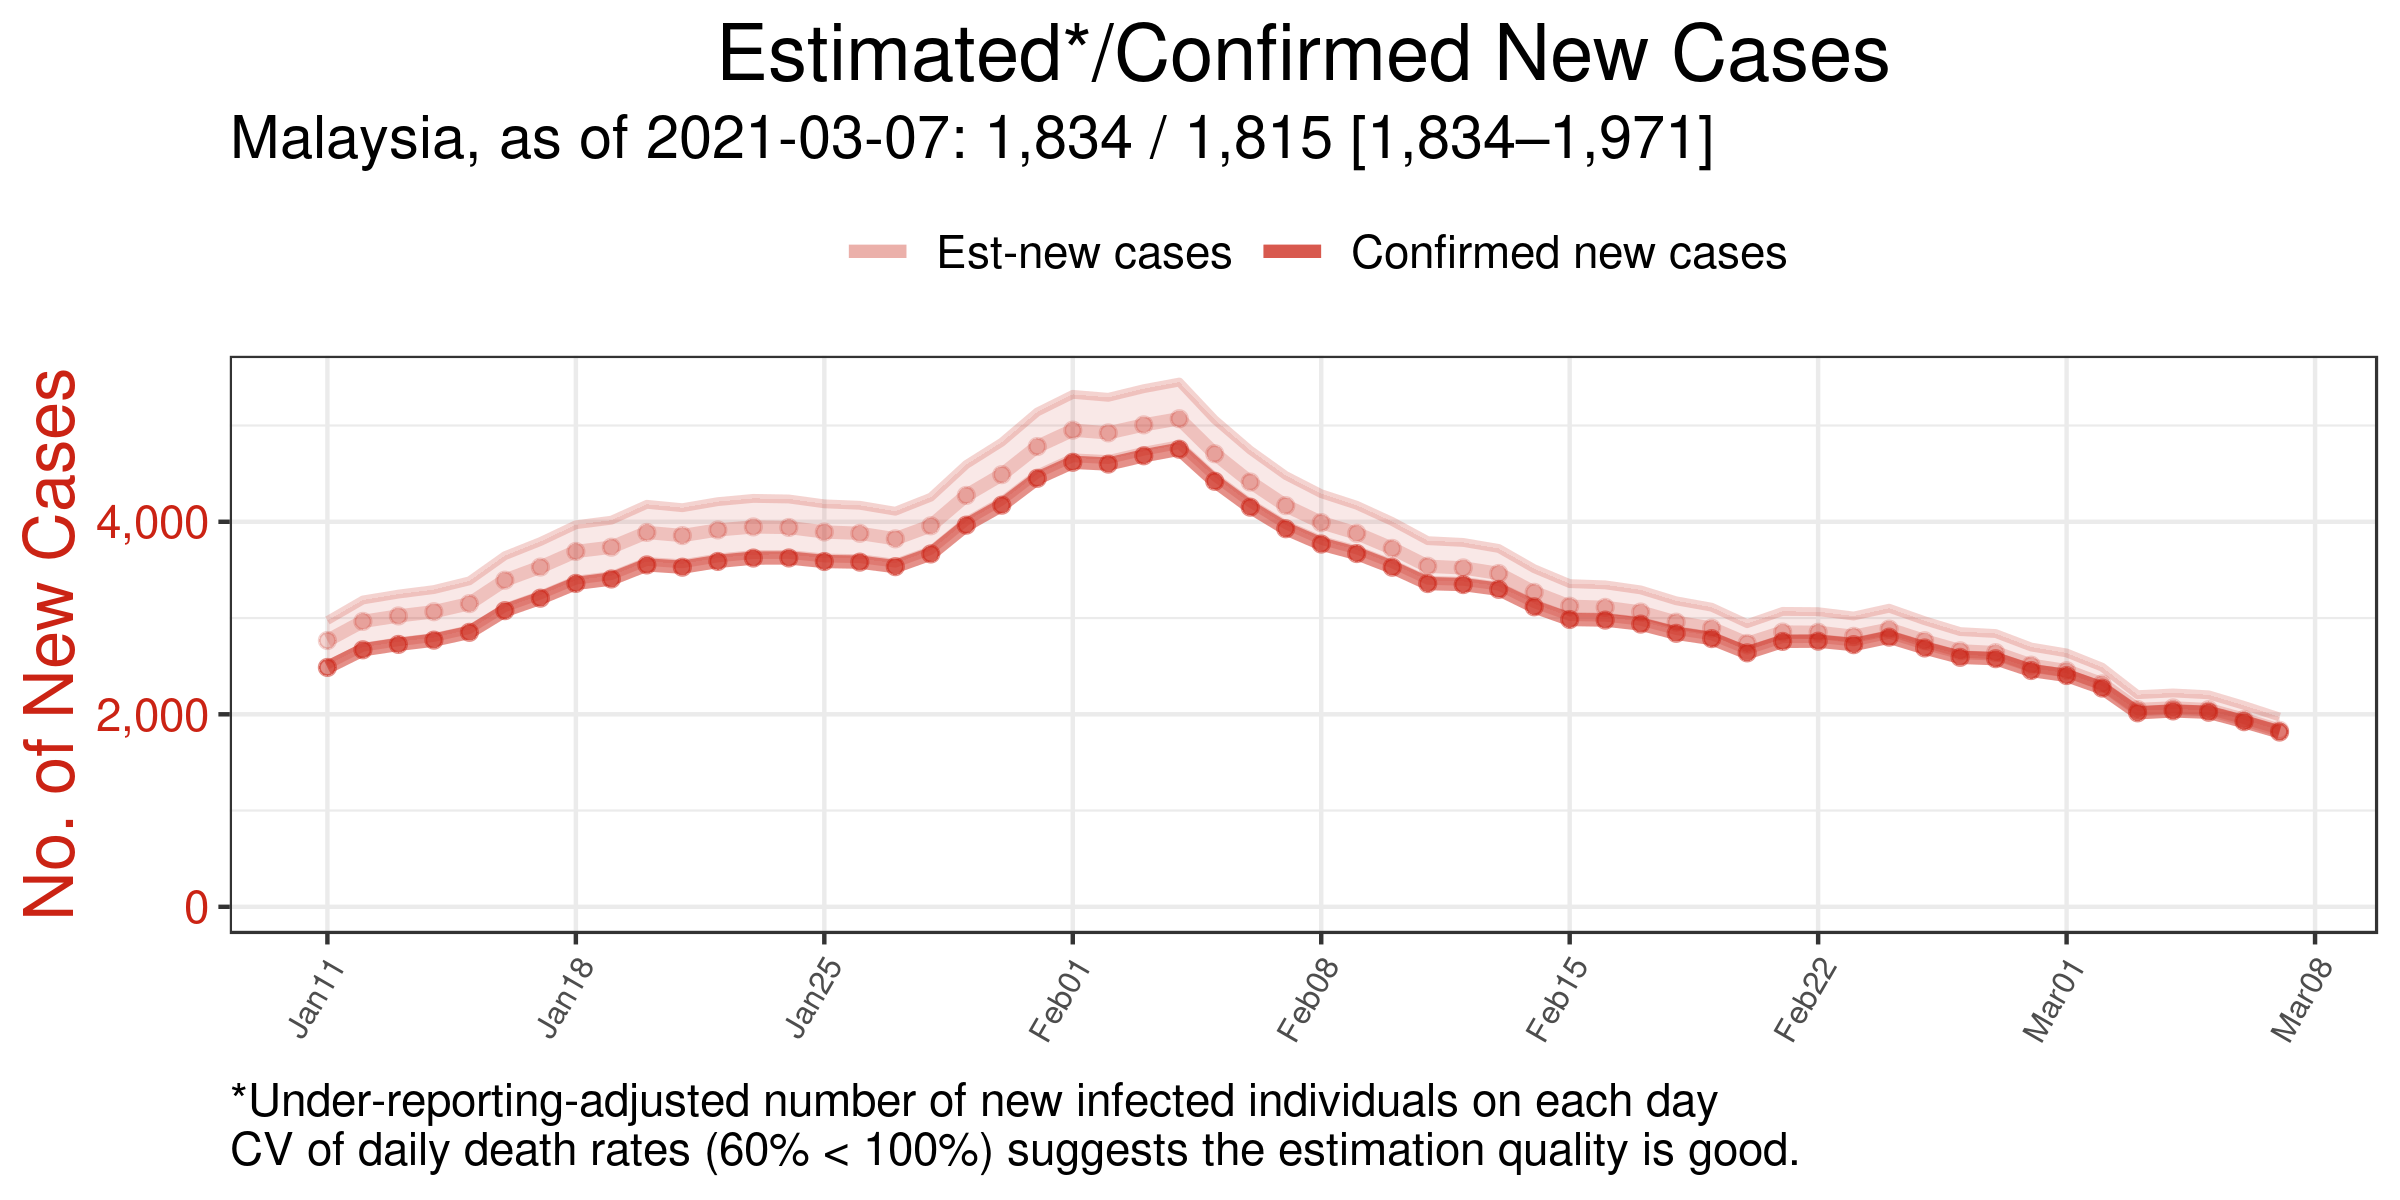 Estimated*/Confirmed New Cases
Malaysia, as of 2021-03-07: 1,834 / 1,815 [1,834–1,971]
Est-new cases Confirmed new cases
No. of New Cases
4,000
2,000
0
Jan11 Jan18 Jan25 Feb01 Feb08 Feb15 Feb22 Mar01 Mar08
*Under-reporting-adjusted number of new infected individuals on each day
CV of daily death rates (60% < 100%) suggests the estimation quality is good.